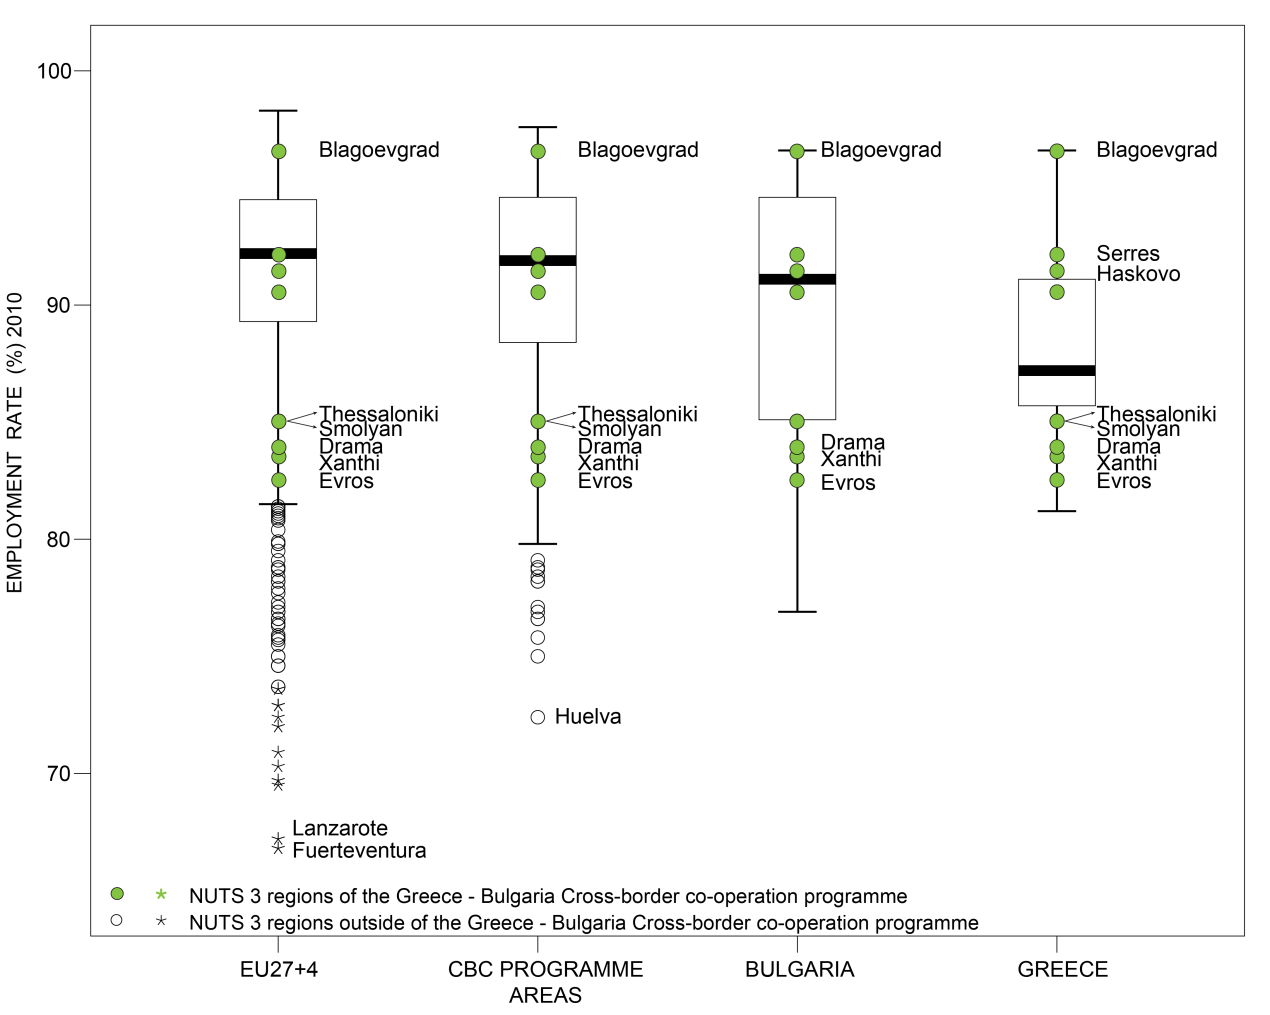 EMPLOYMENT RATE (%) 2010
100
90
80
70
Blagoevgrad
Thessaloniki
Smolyan
Drama
Xanthi
Evros
Lanzarote
Fuerteventura
Blagoevgrad
Thessaloniki
Smolyan
Drama
Xanthi
Evros
Huelva
Blagoevgrad
Drama
Xanthi
Evros
Blagoevgrad
Serres
Haskovo
Thessaloniki
Smolyan
Drama
Xanthi
Evros
NUTS 3 regions of the Greece - Bulgaria Cross-border co-operation programme
NUTS 3 regions outside of the Greece - Bulgaria Cross-border co-operation programme
EU27+4
CBC PROGRAMME
AREAS
BULGARIA
GREECE